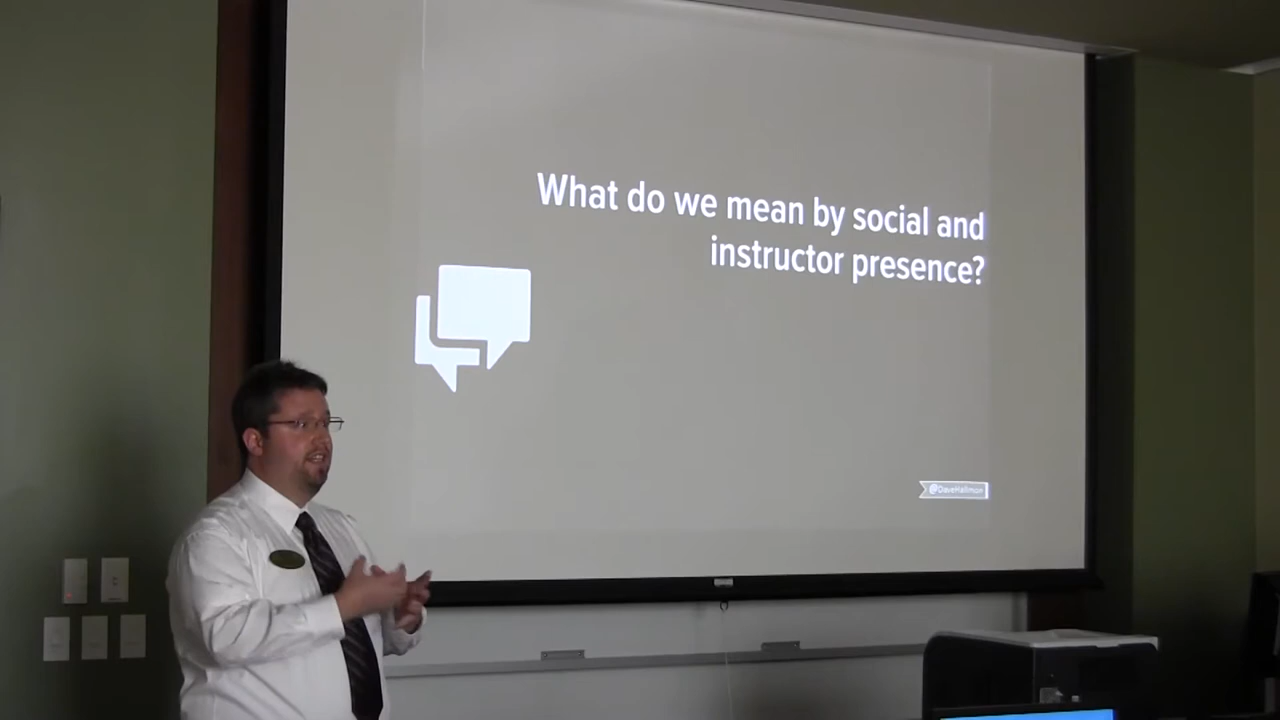 What do we mean by social and
instructor presence?
@DaveHallmon